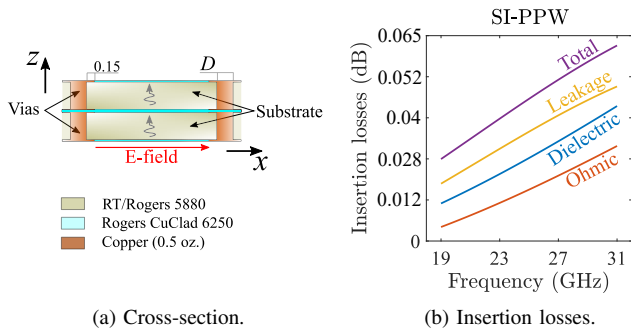 z
0.15
D
Vias
Substrate
E-field
x
RT/Rogers 5880
Rogers CuClad 6250
Copper (0.5 oz.)
(a) Cross-section.
SI-PPW
Insertion losses (dB)
0.065
0.052
0.04
0.028
0.012
0
Total
Leakage
Dielectric
Ohmic
19 23 27 31
Frequency (GHz)
(b) Insertion losses.